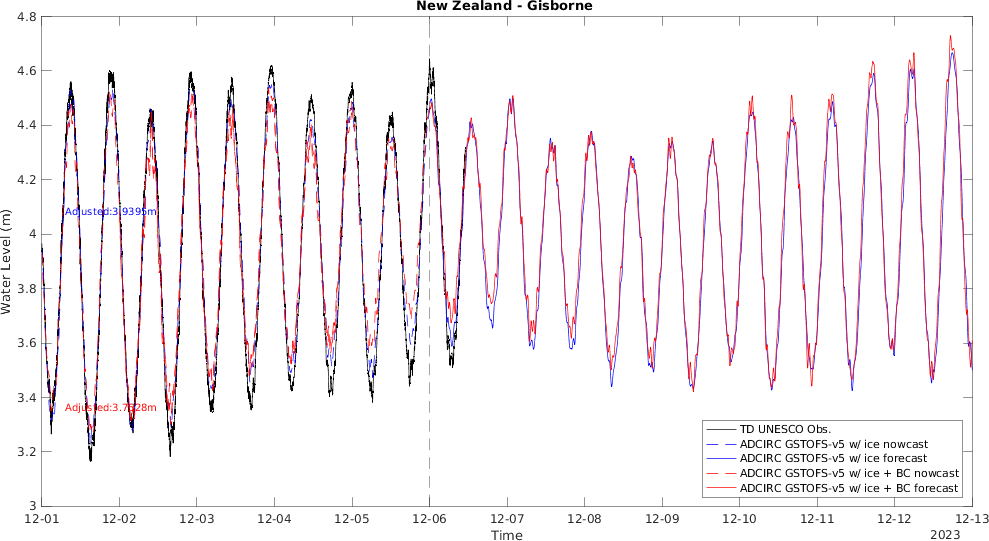 New Zealand - Gisborne
4.8
4.6
4.4
4.2
4
3.8
3.6
3.4
3.2
3
Water Level (m)
Adjusted:3.9395m
Adjusted:3.7528m
TD UNESCO Obs.
ADCIRC GSTOFS-v5 w/ ice nowcast
ADCIRC GSTOFS-v5 w/ ice forecast
ADCIRC GSTOFS-v5 w/ ice + BC nowcast
ADCIRC GSTOFS-v5 w/ ice + BC forecast
12-01 12-02 12-03 12-04 12-05 12-06 12-07 12-08 12-09 12-10 12-11 12-12 12-13
Time
2023